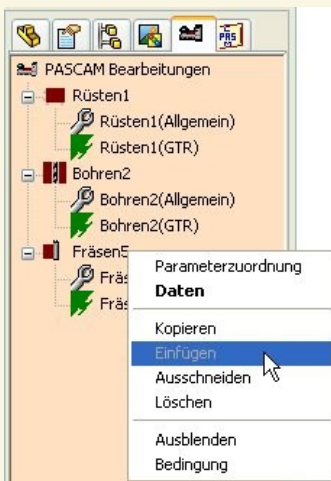 PASCAM Bearbeitungen
Rüsten1
Rüsten1(Allgemein)
Rüsten1(GTR)
Bohren2
Bohren2(Allgemein)
Bohren2(GTR)
Fräsen5
Fräs
Fräs
Parameterzuordnung
Daten
Kopieren
Einfügen
Ausschneiden
Löschen
Ausblenden
Bedingung